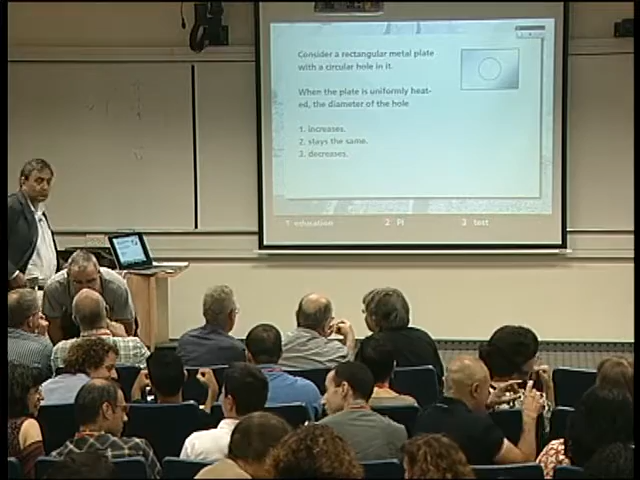 Consider a rectangular metal plate
with a circular hole in it.
When the plate is uniformly heat-
ed, the diameter of the hole
1. increases.
2. stays the same.
3. decreases.
1 education
2 PI
3 test